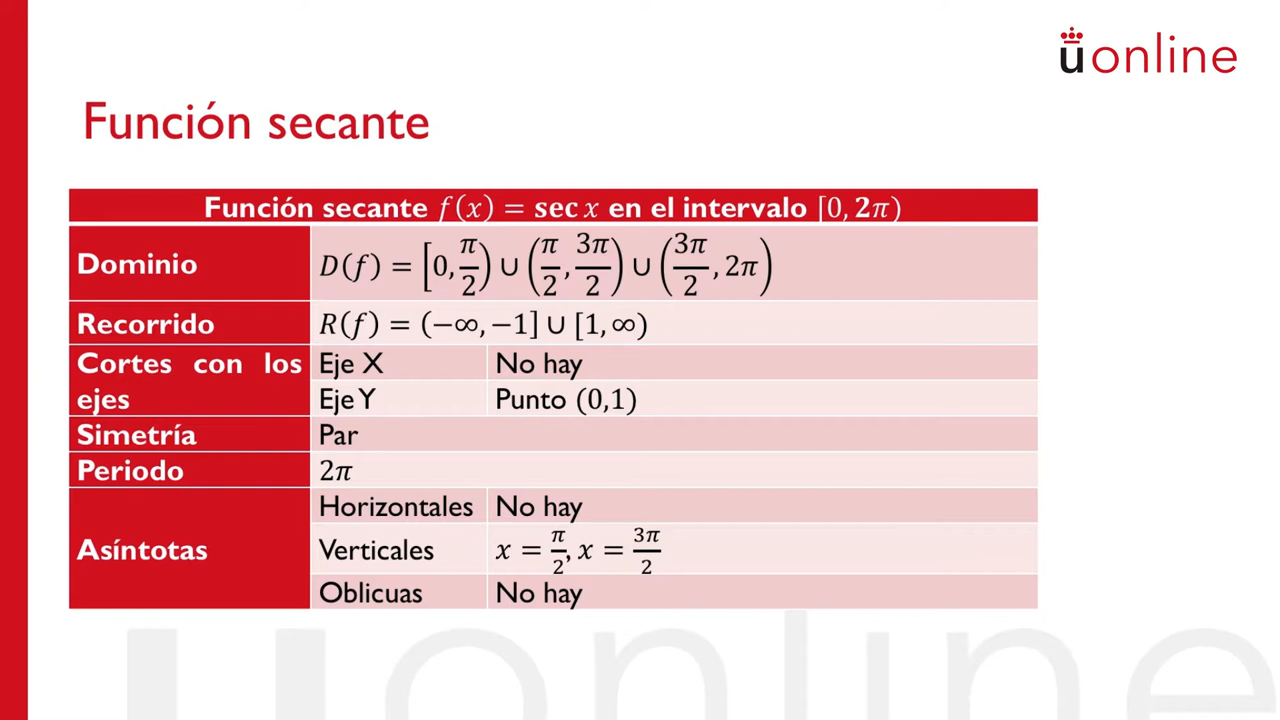 uonline
Función secante
Función secante f(x) = sec x en el intervalo [0, 2π)
Dominio D(f) = [0, π/2) ∪ (π/2, 3π/2) ∪ (3π/2, 2π)
Recorrido R(f) = (−∞, −1] ∪ [1, ∞)
Cortes con los ejes
Eje X No hay
Eje Y Punto (0,1)
Simetría Par
Periodo 2π
Asíntotas
Horizontales No hay
Verticales x = π/2, x = 3π/2
Oblicuas No hay
uonline